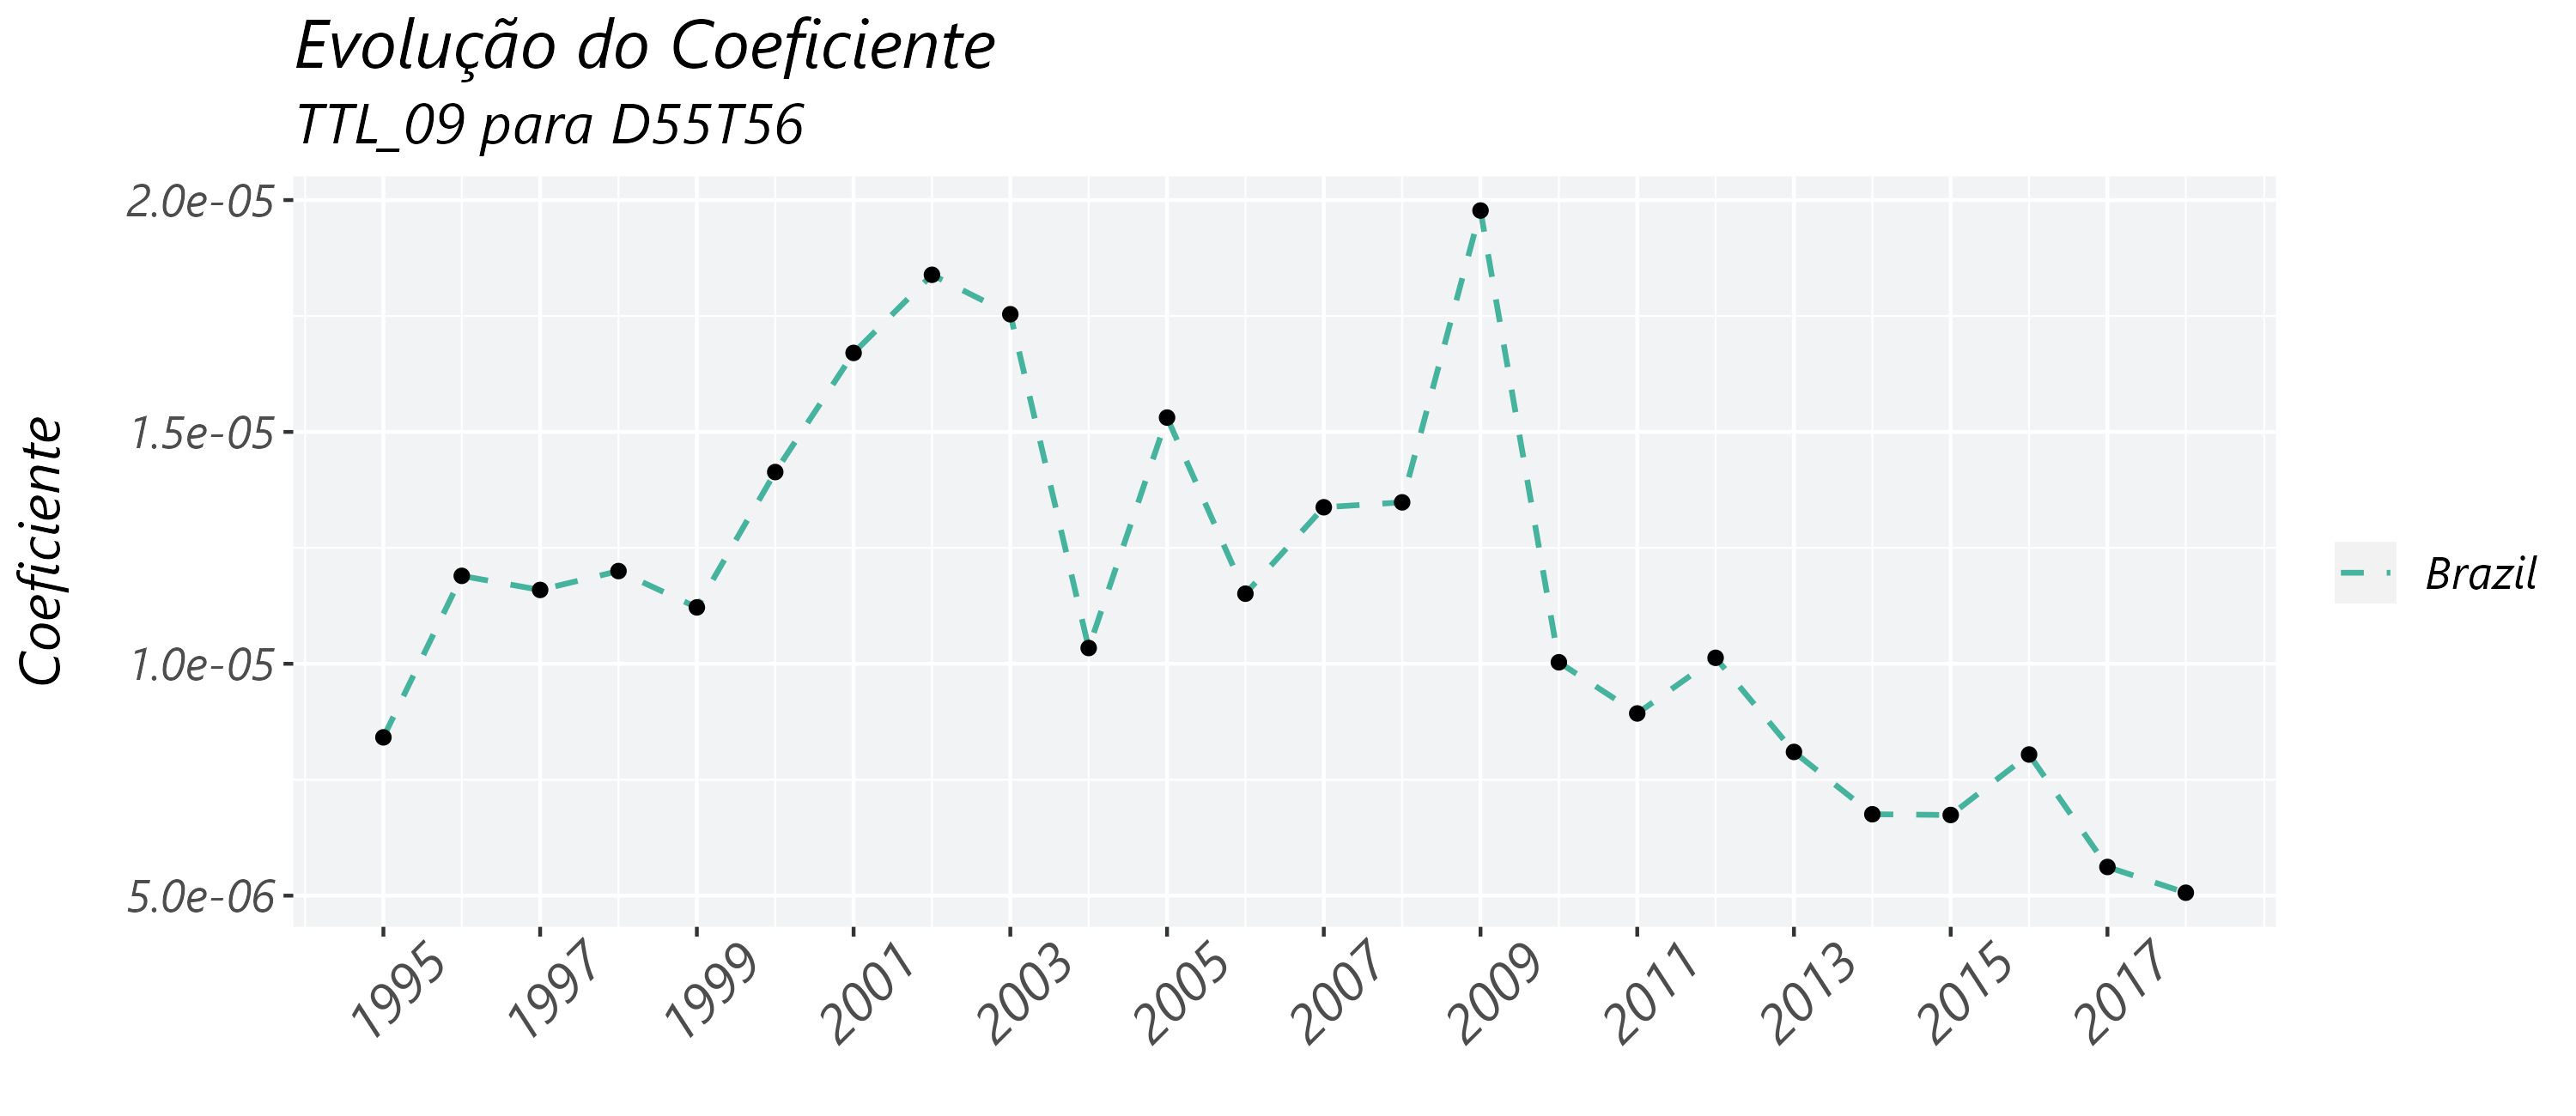 Evolução do Coeficiente
TTL_09 para D55T56
Coeficiente
2.0e-05
1.5e-05
1.0e-05
5.0e-06
1995
1997
1999
2001
2003
2005
2007
2009
2011
2013
2015
2017
Brazil